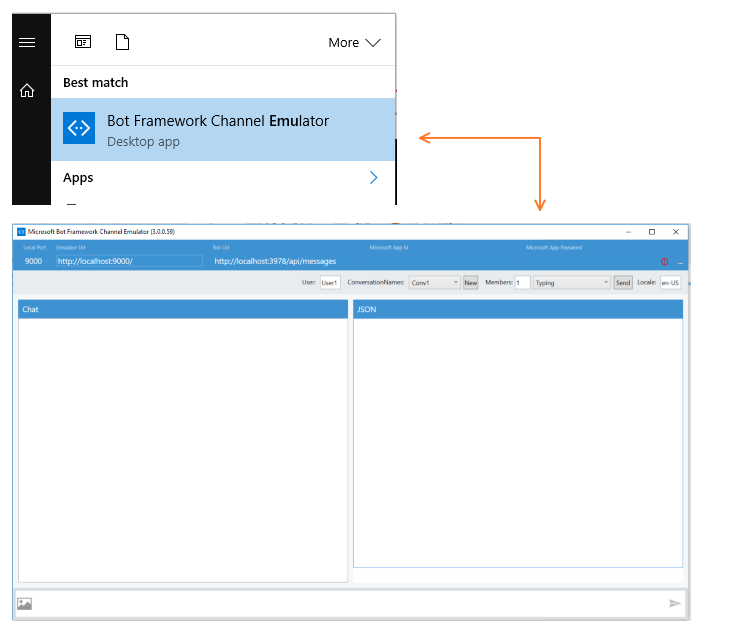 More
Best match
Bot Framework Channel Emulator
Desktop app
Apps
Microsoft Bot Framework Channel Emulator (3.0.0.59)
Local Port Emulator Url Bot Url Microsoft App Id Microsoft App Password
9000 http://localhost:9000/ http://localhost:3978/api/messages ...
User: User1 ConversationNames: Conv1 New Members: 1 Typing Send Locale: en-US
Chat JSON